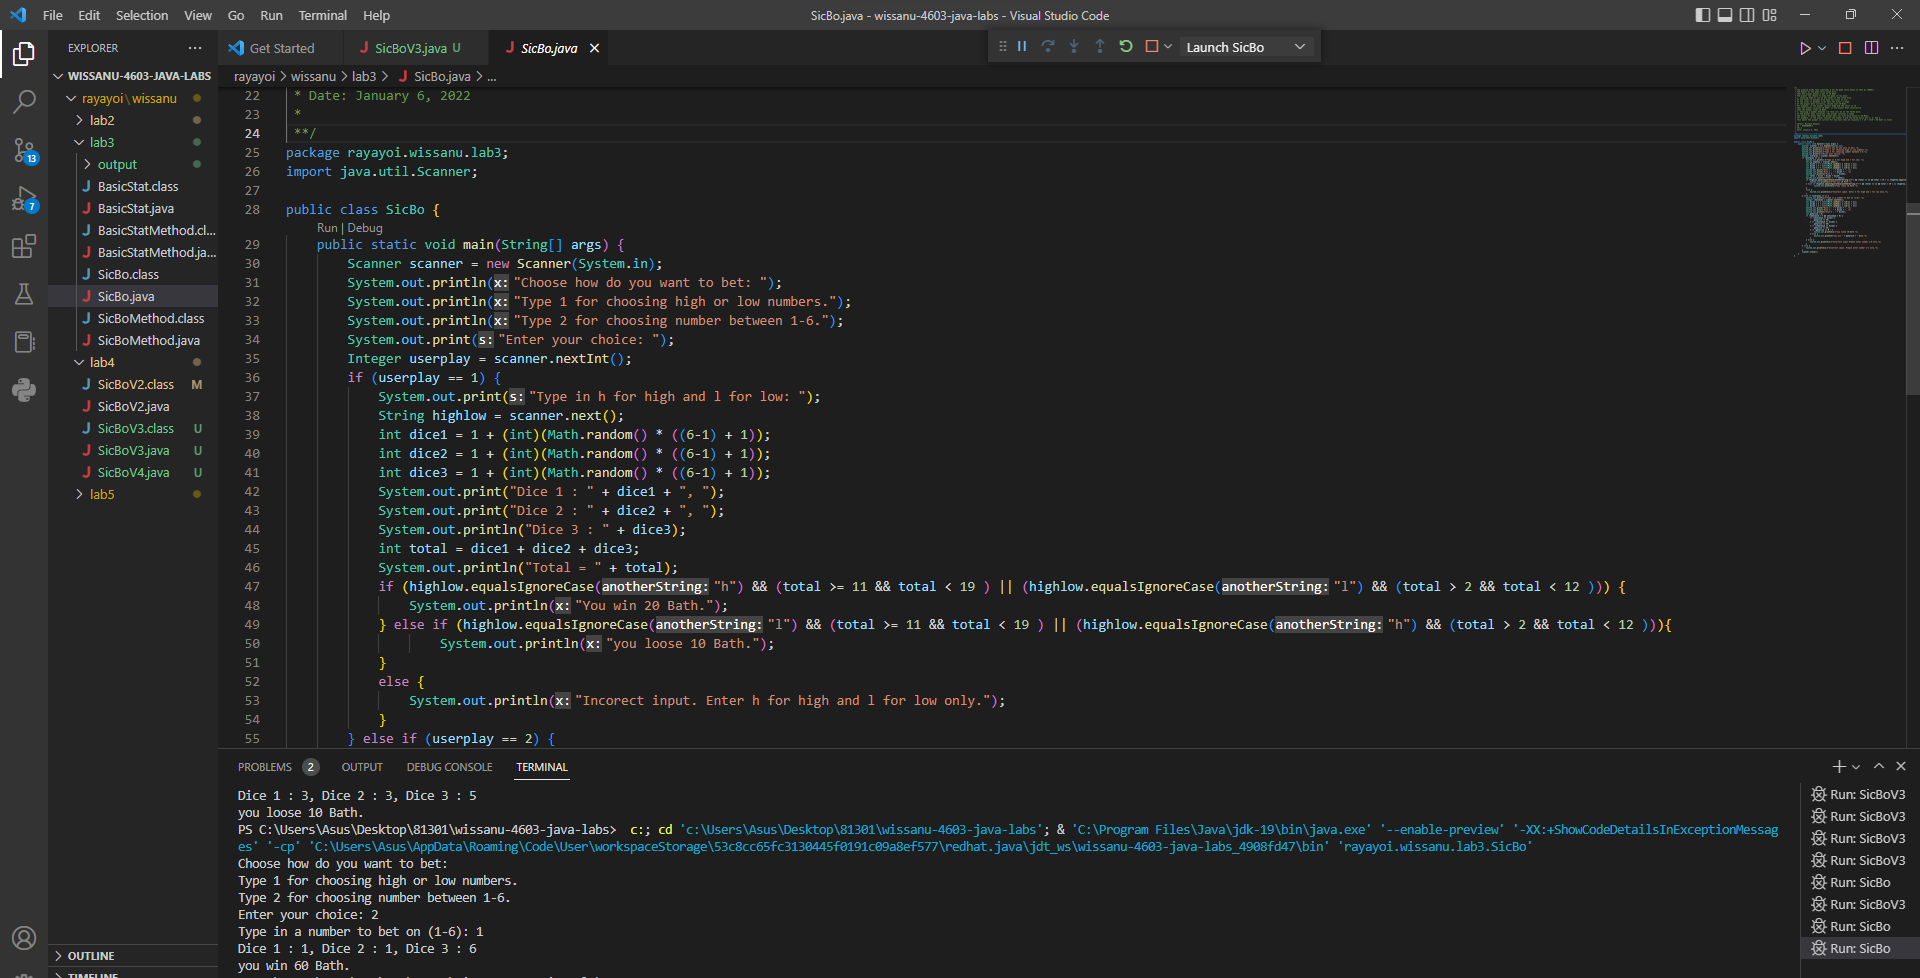 File Edit Selection View Go Run Terminal Help
SicBo.java - wissanu-4603-java-labs - Visual Studio Code
EXPLORER
WISSANU-4603-JAVA-LABS
rayayoi\wissanu
lab2
lab3
output
BasicStat.class
BasicStat.java
BasicStatMethod.cl...
BasicStatMethod.ja...
SicBo.class
SicBo.java
SicBoMethod.class
SicBoMethod.java
lab4
SicBoV2.class M
SicBoV2.java
SicBoV3.class U
SicBoV3.java U
SicBoV4.java U
lab5
OUTLINE
TIMELINE
13
7
Get Started
SicBoV3.java U
SicBo.java
Launch SicBo
rayayoi > wissanu > lab3 > SicBo.java > ...
22 * Date: January 6, 2022
23 *
24 **/
25 package rayayoi.wissanu.lab3;
26 import java.util.Scanner;
27
28 public class SicBo {
Run | Debug
29 public static void main(String[] args) {
30 Scanner scanner = new Scanner(System.in);
31 System.out.println(x: "Choose how do you want to bet: ");
32 System.out.println(x: "Type 1 for choosing high or low numbers.");
33 System.out.println(x: "Type 2 for choosing number between 1-6.");
34 System.out.print(s: "Enter your choice: ");
35 Integer userplay = scanner.nextInt();
36 if (userplay == 1) {
37 System.out.print(s: "Type in h for high and l for low: ");
38 String highlow = scanner.next();
39 int dice1 = 1 + (int)(Math.random() * ((6-1) + 1));
40 int dice2 = 1 + (int)(Math.random() * ((6-1) + 1));
41 int dice3 = 1 + (int)(Math.random() * ((6-1) + 1));
42 System.out.print("Dice 1 : " + dice1 + ", ");
43 System.out.print("Dice 2 : " + dice2 + ", ");
44 System.out.println("Dice 3 : " + dice3);
45 int total = dice1 + dice2 + dice3;
46 System.out.println("Total = " + total);
47 if (highlow.equalsIgnoreCase(anotherString: "h") && (total >= 11 && total < 19 ) || (highlow.equalsIgnoreCase(anotherString: "l") && (total > 2 && total < 12 ))) {
48 System.out.println(x: "You win 20 Bath.");
49 } else if (highlow.equalsIgnoreCase(anotherString: "l") && (total >= 11 && total < 19 ) || (highlow.equalsIgnoreCase(anotherString: "h") && (total > 2 && total < 12 ))){
50 System.out.println(x: "you loose 10 Bath.");
51 }
52 else {
53 System.out.println(x: "Incorect input. Enter h for high and l for low only.");
54 }
55 } else if (userplay == 2) {
PROBLEMS 2 OUTPUT DEBUG CONSOLE TERMINAL
Dice 1 : 3, Dice 2 : 3, Dice 3 : 5
you loose 10 Bath.
PS C:\Users\Asus\Desktop\81301\wissanu-4603-java-labs> c:; cd 'c:\Users\Asus\Desktop\81301\wissanu-4603-java-labs'; & 'C:\Program Files\Java\jdk-19\bin\java.exe' '--enable-preview' '-XX:+ShowCodeDetailsInExceptionMessag
es' '-cp' 'C:\Users\Asus\AppData\Roaming\Code\User\workspaceStorage\53c8cc65fc3130445f0191c09a8ef577\redhat.java\jdt_ws\wissanu-4603-java-labs_4908fd47\bin' 'rayayoi.wissanu.lab3.SicBo'
Choose how do you want to bet:
Type 1 for choosing high or low numbers.
Type 2 for choosing number between 1-6.
Enter your choice: 2
Type in a number to bet on (1-6): 1
Dice 1 : 1, Dice 2 : 1, Dice 3 : 6
you win 60 Bath.
Run: SicBoV3
Run: SicBoV3
Run: SicBoV3
Run: SicBoV3
Run: SicBo
Run: SicBoV3
Run: SicBo
Run: SicBo